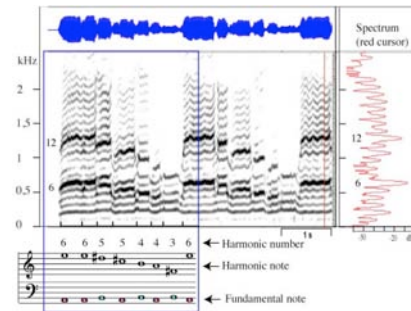 Spectrum
(red cursor)
kHz
2
1,5
12
12
1
6
6
0,5
0
1s
6 6 5 5 4 4 3 6
Harmonic number
Harmonic note
Fundamental note